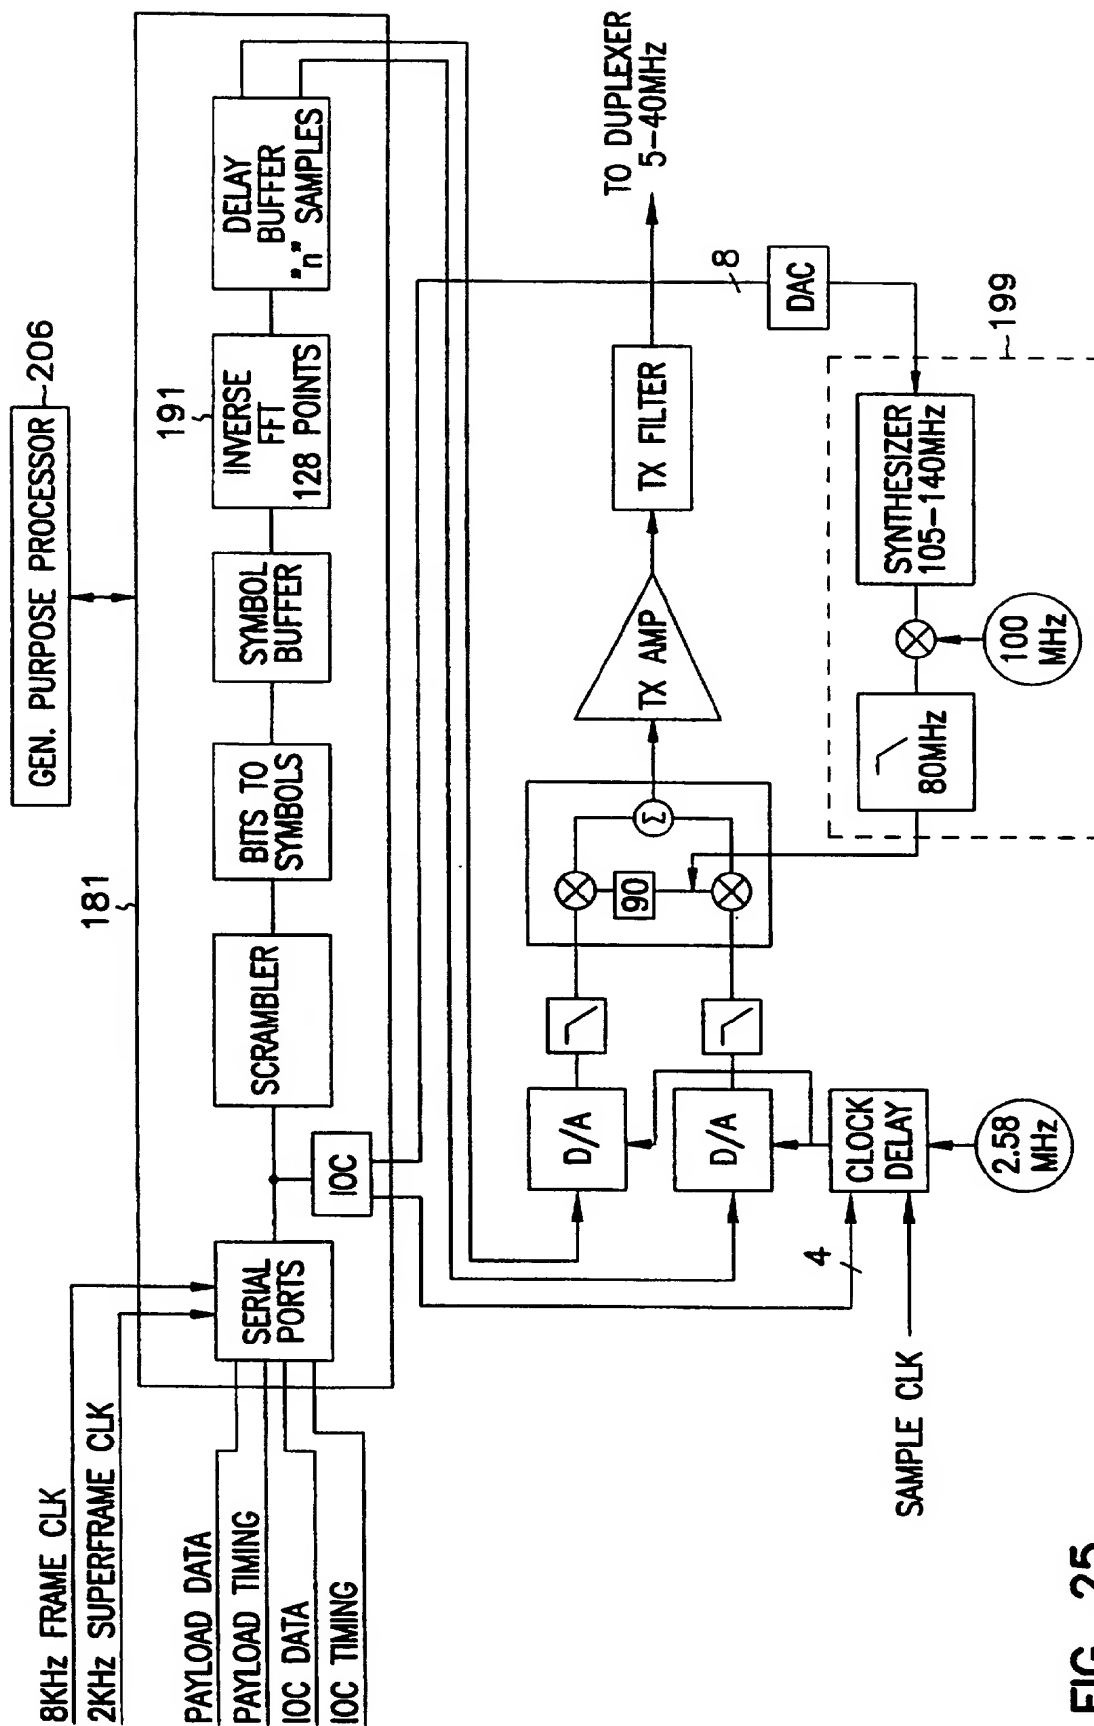 GEN. PURPOSE PROCESSOR
206
181
191
8KHz FRAME CLK
2KHz SUPERFRAME CLK
PAYLOAD DATA
PAYLOAD TIMING
IOC DATA
IOC TIMING
SERIAL
PORTS
IOC
SCRAMBLER
BITS TO
SYMBOLS
SYMBOL
BUFFER
INVERSE
FFT
128 POINTS
DELAY
BUFFER
"n" SAMPLES
D/A
D/A
90
Σ
TX AMP
TX FILTER
TO DUPLEXER
5-40MHz
4
SAMPLE CLK
CLOCK
DELAY
2.58
MHz
8
DAC
199
SYNTHESIZER
105-140MHz
100
MHz
80MHz
FIG. 25